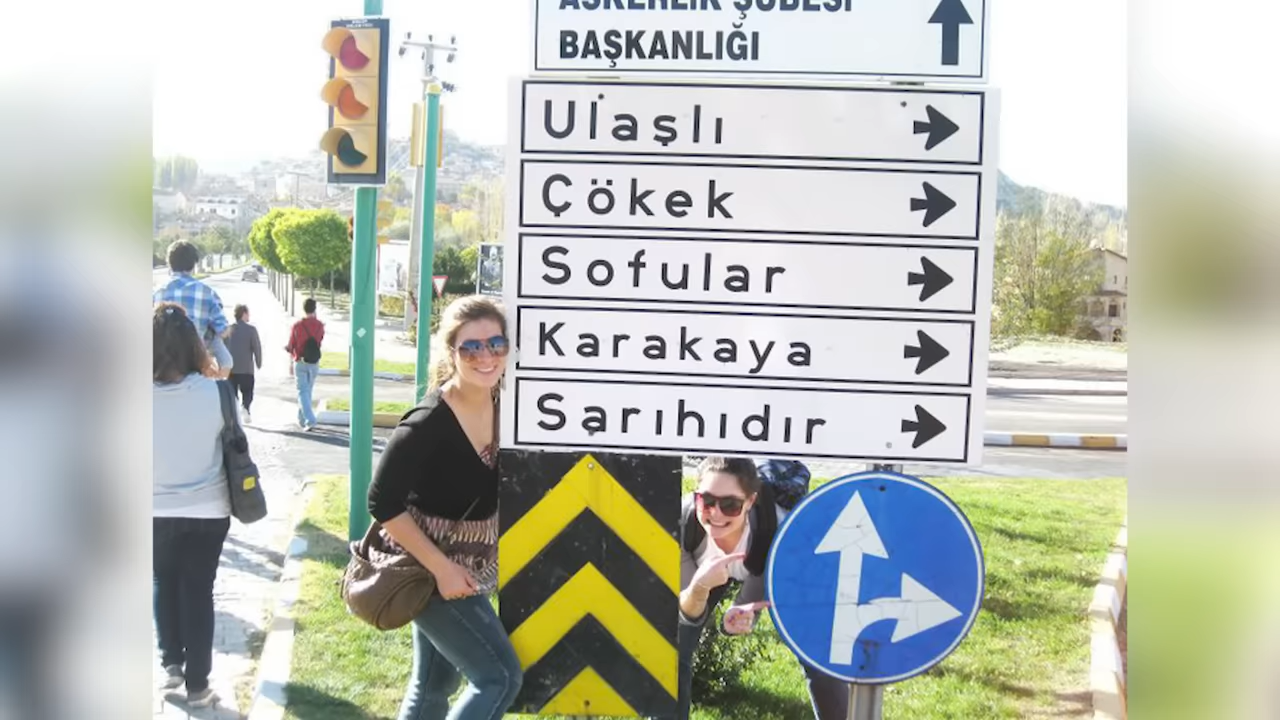 ASKERLİK ŞUBESİ
BAŞKANLIĞI
Ulaşlı
Çökek
Sofular
Karakaya
Sarıhıdır